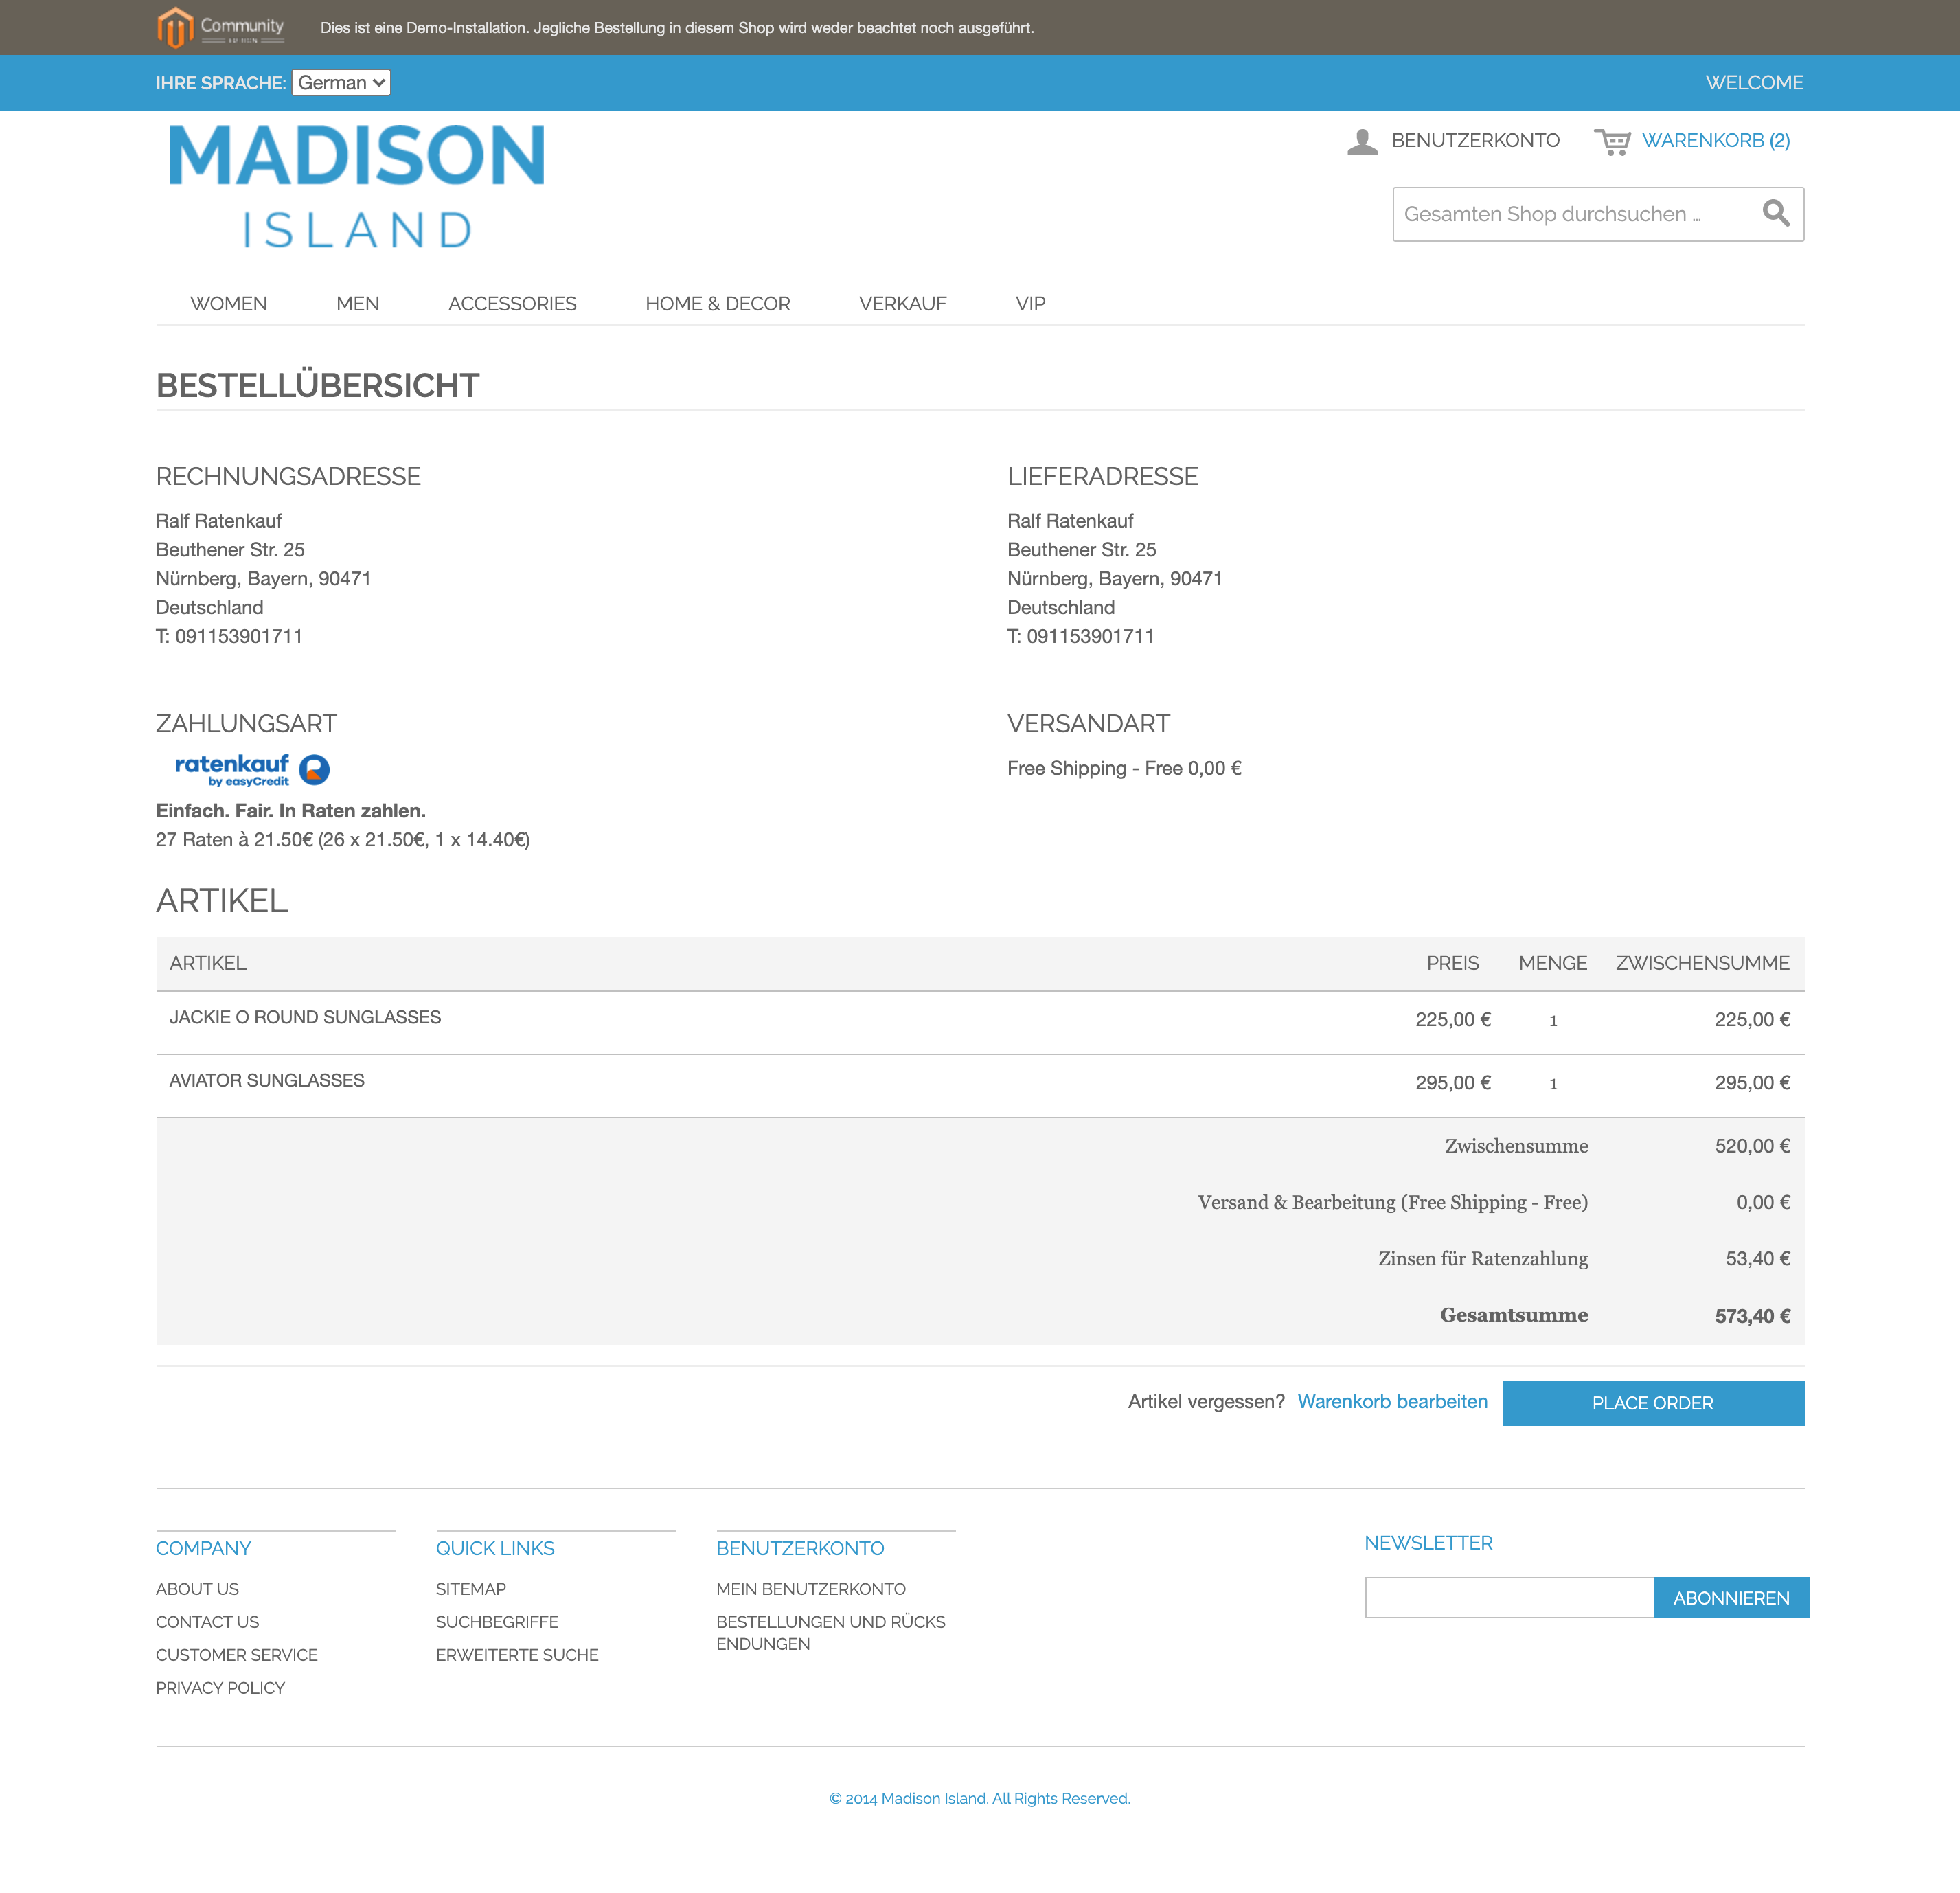 Community
Dies ist eine Demo-Installation. Jegliche Bestellung in diesem Shop wird weder beachtet noch ausgeführt.
IHRE SPRACHE: German
WELCOME
MADISON
ISLAND
BENUTZERKONTO
WARENKORB (2)
Gesamten Shop durchsuchen ...
WOMEN MEN ACCESSORIES HOME & DECOR VERKAUF VIP
BESTELLÜBERSICHT
RECHNUNGSADRESSE
Ralf Ratenkauf
Beuthener Str. 25
Nürnberg, Bayern, 90471
Deutschland
T: 091153901711
LIEFERADRESSE
Ralf Ratenkauf
Beuthener Str. 25
Nürnberg, Bayern, 90471
Deutschland
T: 091153901711
ZAHLUNGSART
ratenkauf
by easyCredit
Einfach. Fair. In Raten zahlen.
27 Raten à 21.50€ (26 x 21.50€, 1 x 14.40€)
VERSANDART
Free Shipping - Free 0,00 €
ARTIKEL
ARTIKEL PREIS MENGE ZWISCHENSUMME
JACKIE O ROUND SUNGLASSES 225,00 € 1 225,00 €
AVIATOR SUNGLASSES 295,00 € 1 295,00 €
Zwischensumme 520,00 €
Versand & Bearbeitung (Free Shipping - Free) 0,00 €
Zinsen für Ratenzahlung 53,40 €
Gesamtsumme 573,40 €
Artikel vergessen? Warenkorb bearbeiten PLACE ORDER
COMPANY
ABOUT US
CONTACT US
CUSTOMER SERVICE
PRIVACY POLICY
QUICK LINKS
SITEMAP
SUCHBEGRIFFE
ERWEITERTE SUCHE
BENUTZERKONTO
MEIN BENUTZERKONTO
BESTELLUNGEN UND RÜCKS
ENDUNGEN
NEWSLETTER
ABONNIEREN
© 2014 Madison Island. All Rights Reserved.